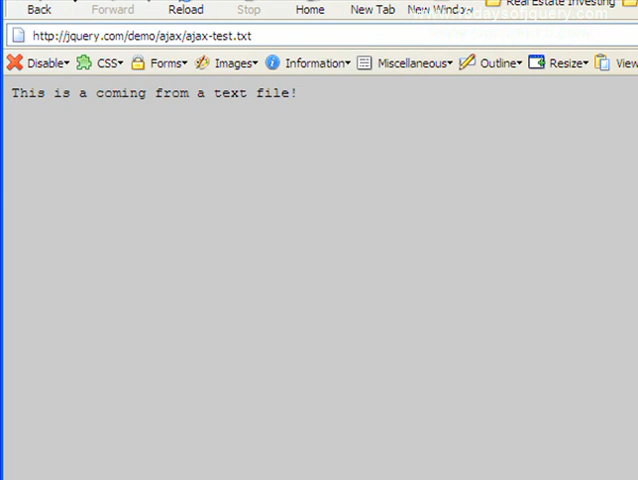 Real Estate Investing
Back Forward Reload Stop Home New Tab New Window
http://jquery.com/demo/ajax/ajax-test.txt
Disable CSS Forms Images Information Miscellaneous Outline Resize View
This is a coming from a text file!